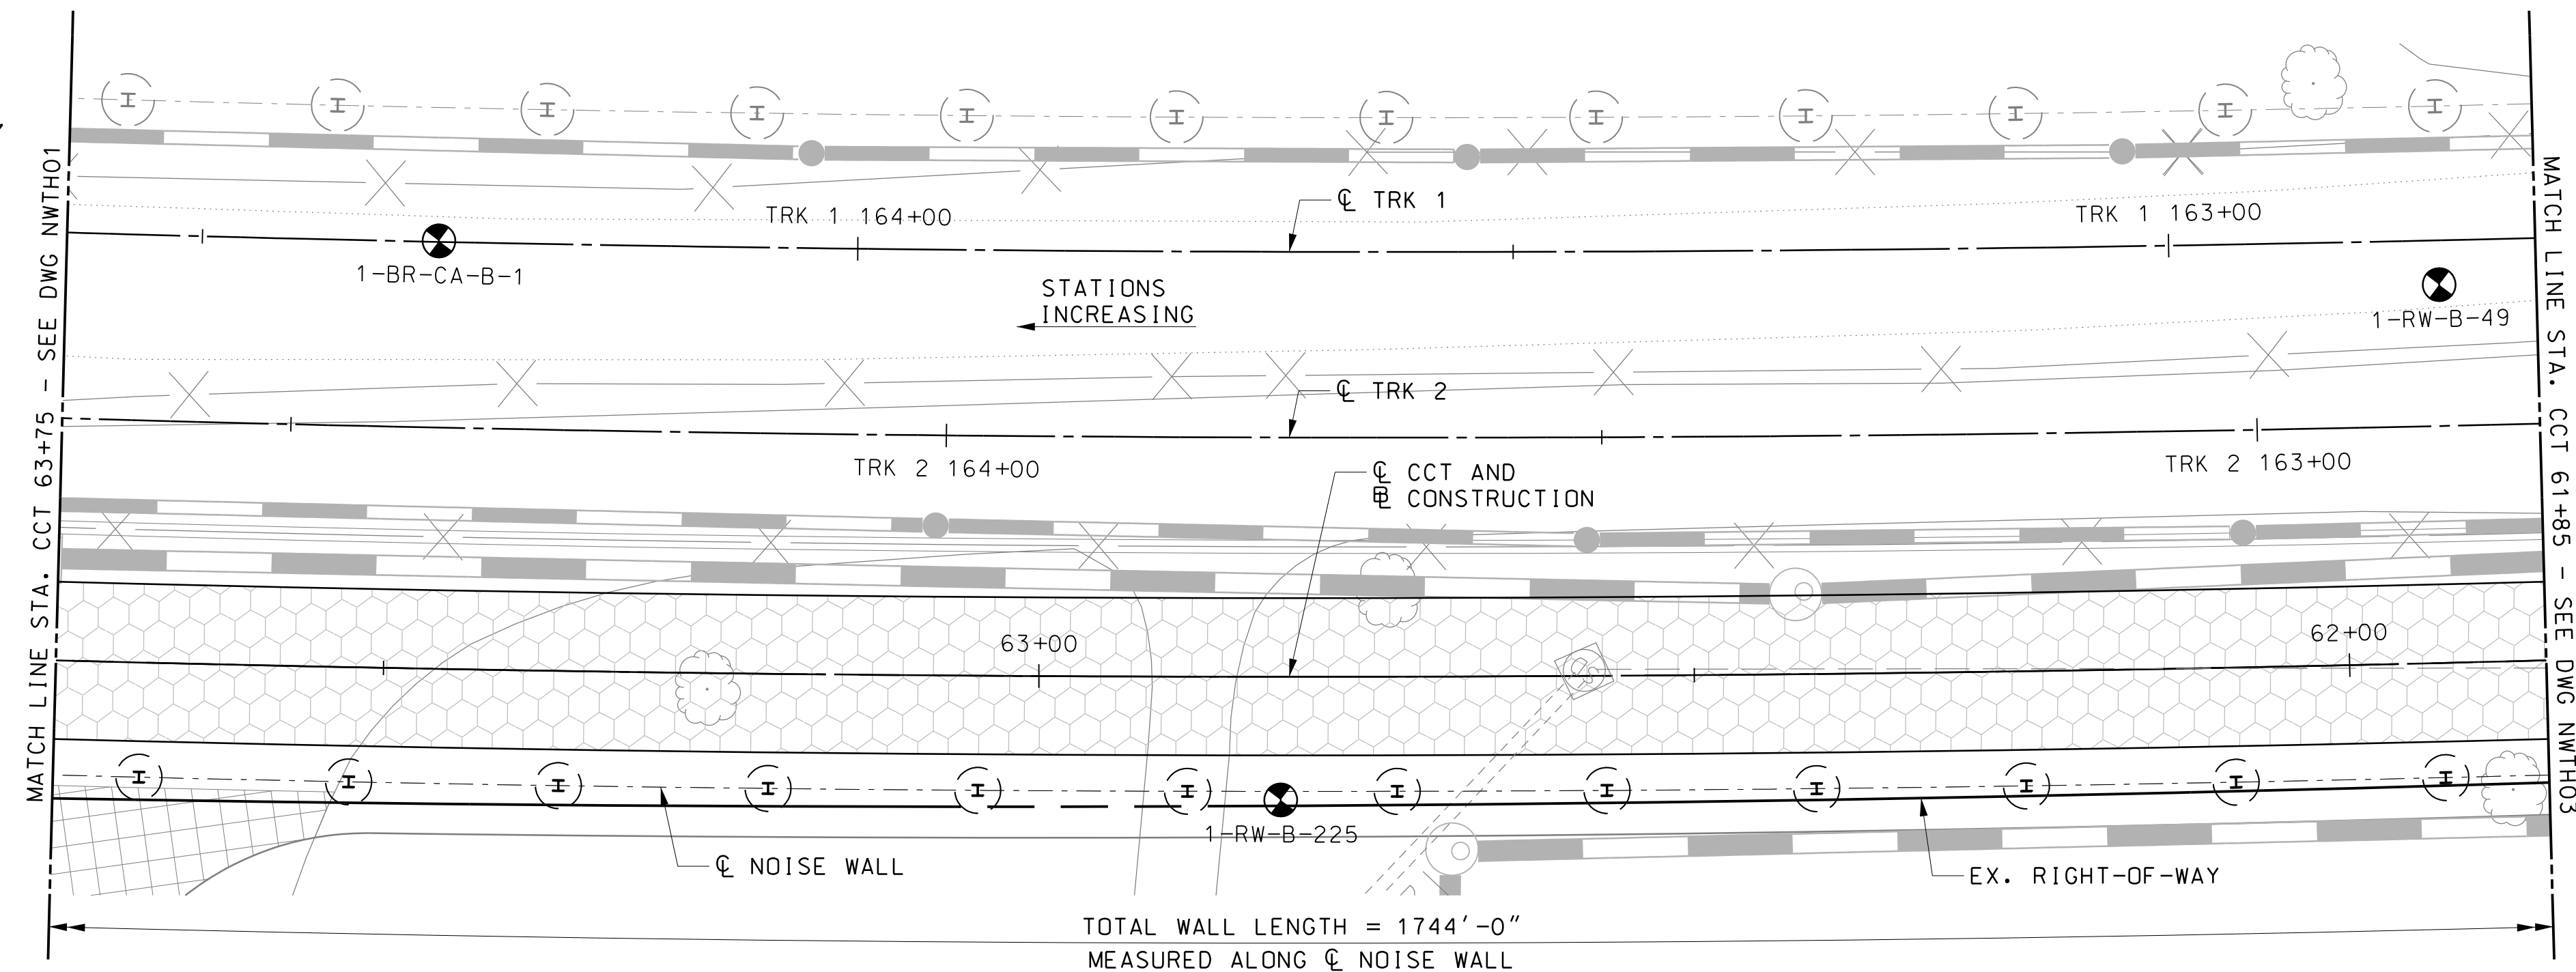 MATCH LINE STA. CCT 63+75 - SEE DWG NWTH01
TRK 1 164+00
℄ TRK 1
TRK 1 163+00
1-BR-CA-B-1
STATIONS
INCREASING
1-RW-B-49
℄ TRK 2
TRK 2 164+00
TRK 2 163+00
℄ CCT AND
BL CONSTRUCTION
63+00
62+00
1-RW-B-225
℄ NOISE WALL
EX. RIGHT-OF-WAY
TOTAL WALL LENGTH = 1744'-0"
MEASURED ALONG ℄ NOISE WALL
MATCH LINE STA. CCT 61+85 - SEE DWG NWTH03